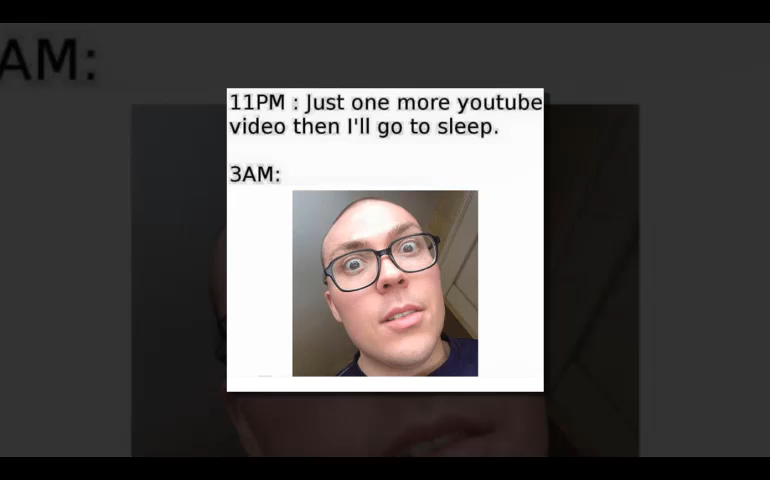 AM:
11PM : Just one more youtube
video then I'll go to sleep.
3AM: